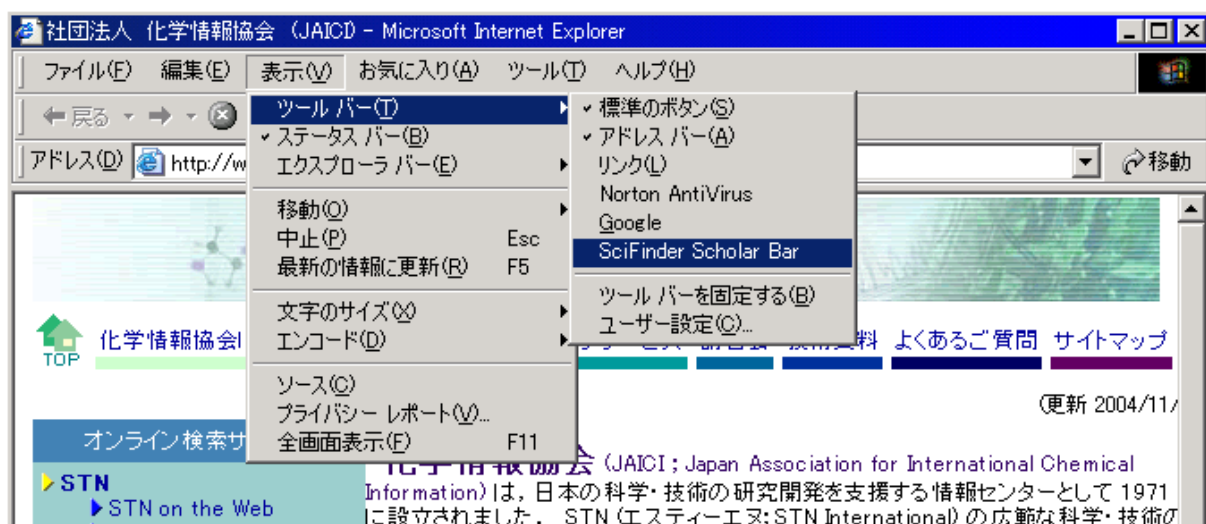 社団法人 化学情報協会 (JAICI) - Microsoft Internet Explorer
ファイル(F) 編集(E) 表示(V) お気に入り(A) ツール(T) ヘルプ(H)
戻る
アドレス(D) http://w 移動
ツール バー(T)
ステータス バー(B)
エクスプローラ バー(E)
移動(O)
中止(P) Esc
最新の情報に更新(R) F5
文字のサイズ(X)
エンコード(D)
ソース(C)
プライバシー レポート(V)...
全画面表示(F) F11
標準のボタン(S)
アドレス バー(A)
リンク(L)
Norton AntiVirus
Google
SciFinder Scholar Bar
ツール バーを固定する(B)
ユーザー設定(C)...
TOP
化学情報協会 よくあるご質問 サイトマップ
(更新 2004/11/
オンライン検索サ
STN
STN on the Web
化学情報協会 (JAICI ; Japan Association for International Chemical
Information) は, 日本の科学・技術の研究開発を支援する情報センターとして 1971
に設立されました. STN (エスティーエヌ: STN International) の広範な科学・技術の